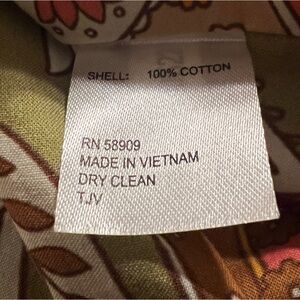 SHELL: 100% COTTON
RN 58909
MADE IN VIETNAM
DRY CLEAN
TJV